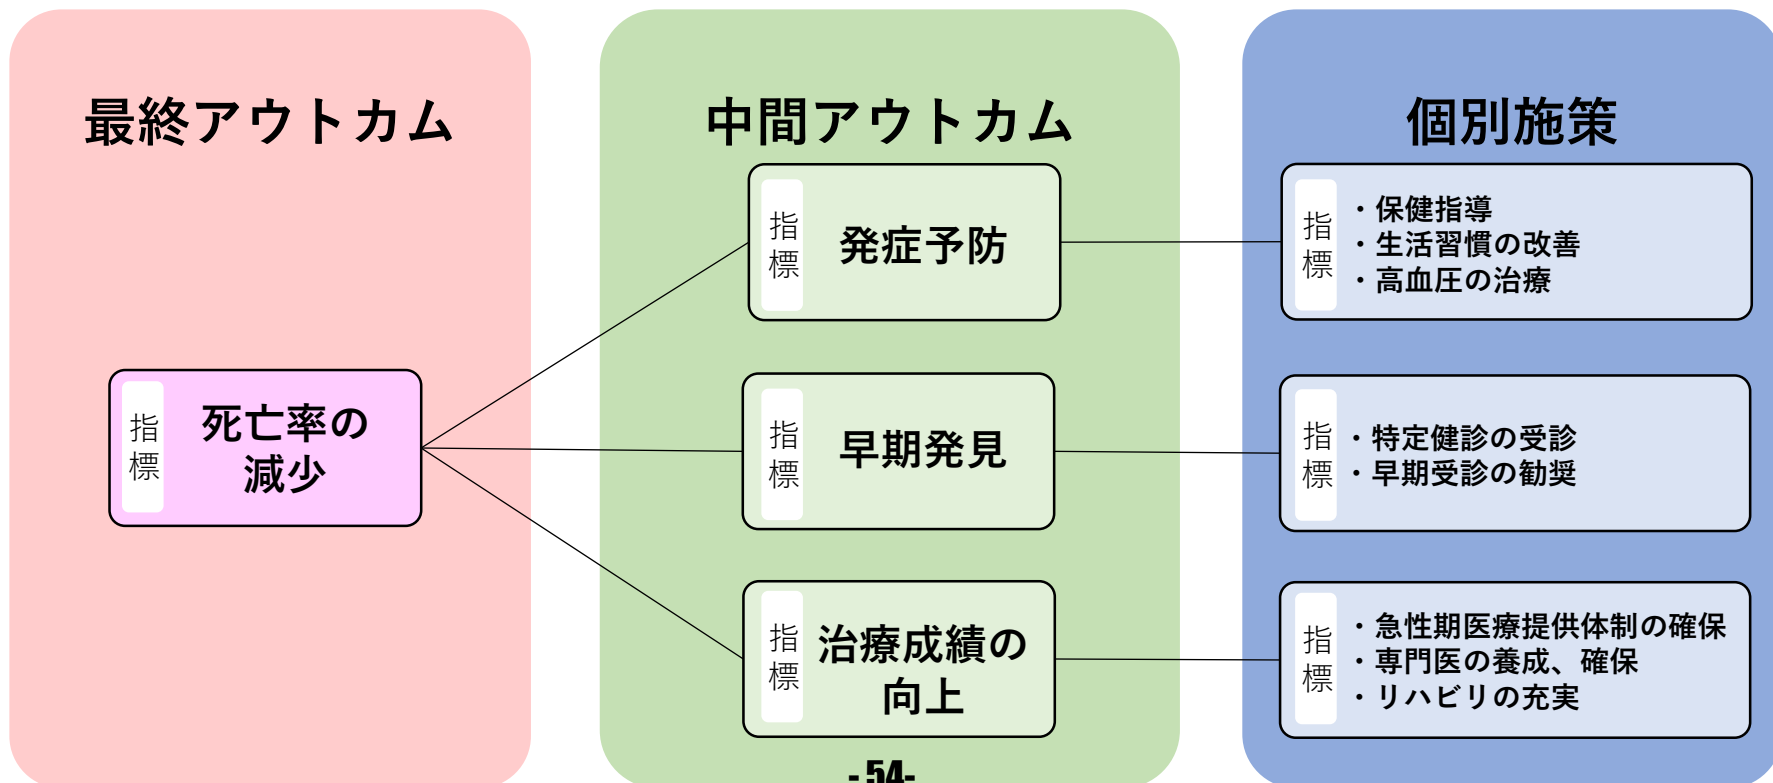 最終アウトカム
指標
死亡率の
減少
中間アウトカム
指標
発症予防
指標
早期発見
指標
治療成績の
向上
個別施策
指標
・保健指導
・生活習慣の改善
・高血圧の治療
指標
・特定健診の受診
・早期受診の勧奨
指標
・急性期医療提供体制の確保
・専門医の養成、確保
・リハビリの充実
- 54-